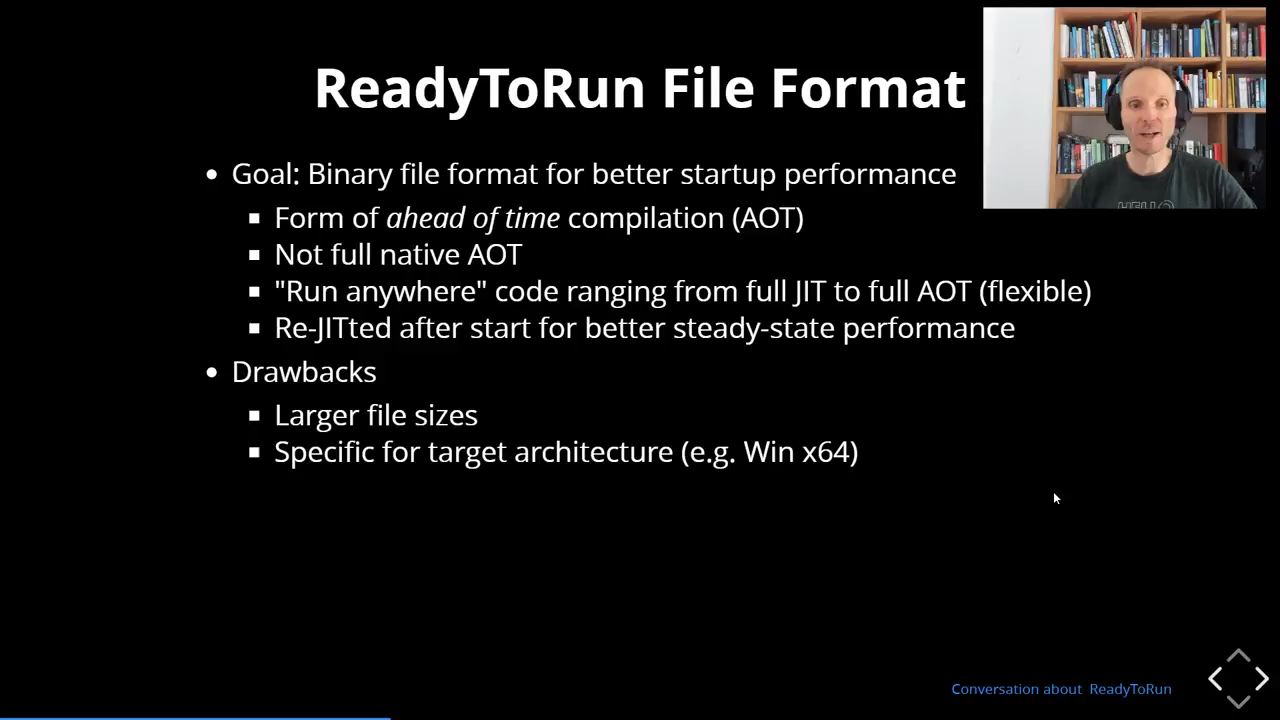 ReadyToRun File Format
Goal: Binary file format for better startup performance
Form of ahead of time compilation (AOT)
Not full native AOT
"Run anywhere" code ranging from full JIT to full AOT (flexible)
Re-JITted after start for better steady-state performance
Drawbacks
Larger file sizes
Specific for target architecture (e.g. Win x64)
Conversation about ReadyToRun